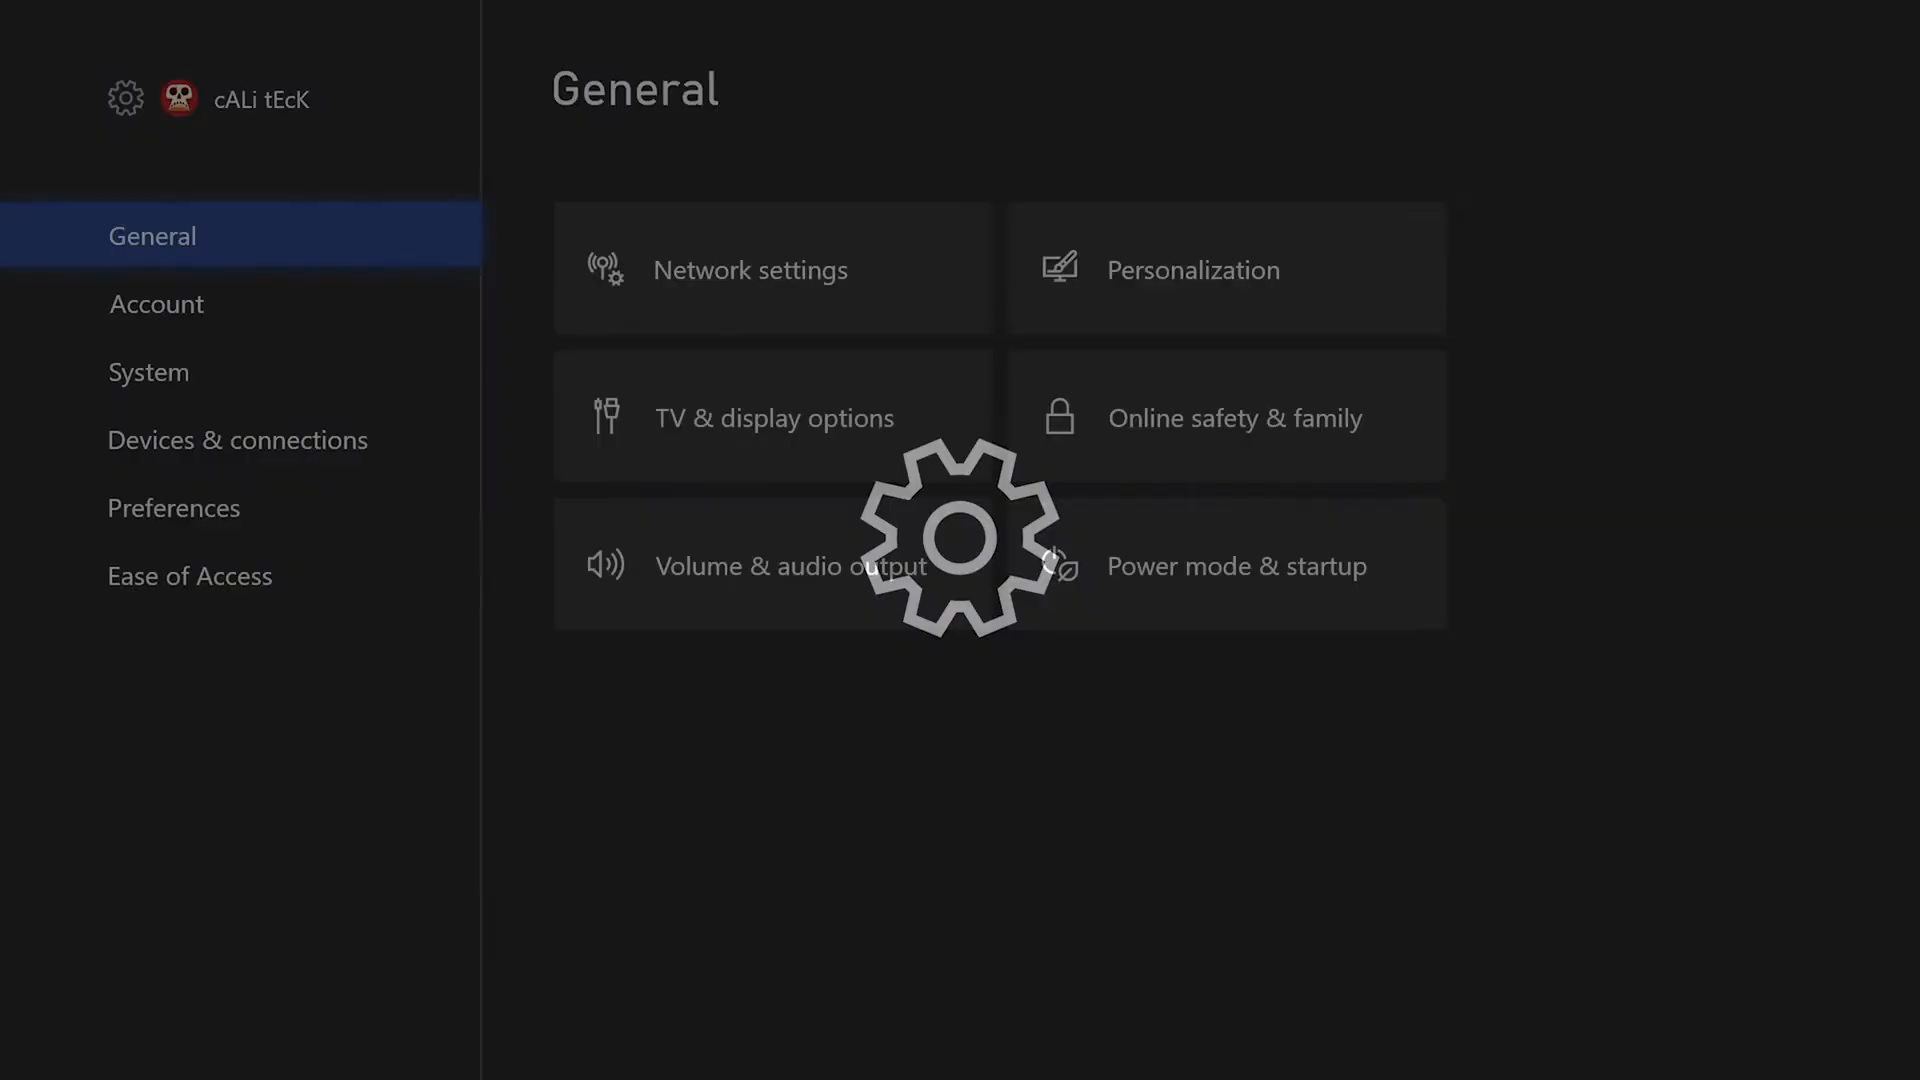 cALi tEcK
General
Account
System
Devices & connections
Preferences
Ease of Access
General
Network settings
Personalization
TV & display options
Online safety & family
Volume & audio output
Power mode & startup